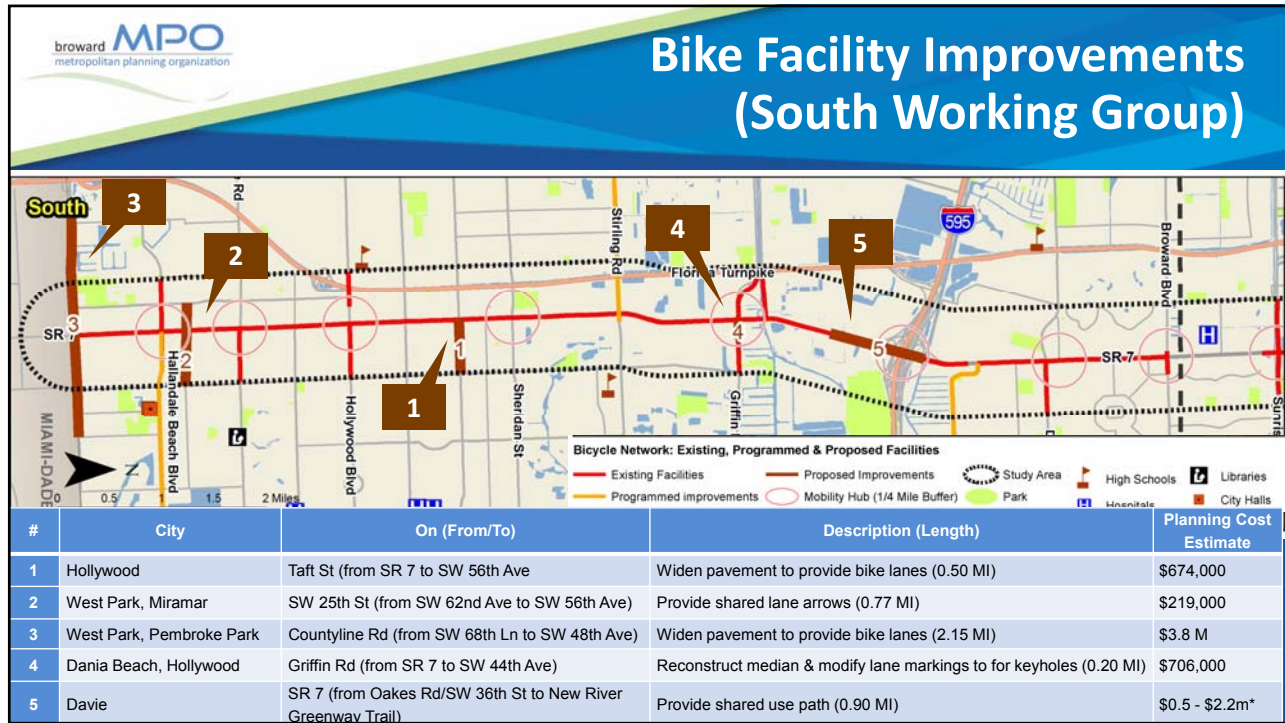 broward MPO
metropolitan planning organization
Bike Facility Improvements
(South Working Group)
South
3
2
4
5
1
Rd
Stirling Rd
595
Broward Blvd
Florida Turnpike
SR 7
3
2
1
4
5
SR 7
H
MIAMI-DADE
Hallandale Beach Blvd
Hollywood Blvd
Sheridan St
Griffin
Sunris
N
0 0.5 1 1.5 2 Miles
Bicycle Network: Existing, Programmed & Proposed Facilities
Existing Facilities Proposed Improvements Study Area High Schools Libraries
Programmed improvements Mobility Hub (1/4 Mile Buffer) Park Hospitals City Halls
# City On (From/To) Description (Length) Planning Cost
Estimate
1 Hollywood Taft St (from SR 7 to SW 56th Ave Widen pavement to provide bike lanes (0.50 MI) $674,000
2 West Park, Miramar SW 25th St (from SW 62nd Ave to SW 56th Ave) Provide shared lane arrows (0.77 MI) $219,000
3 West Park, Pembroke Park Countyline Rd (from SW 68th Ln to SW 48th Ave) Widen pavement to provide bike lanes (2.15 MI) $3.8 M
4 Dania Beach, Hollywood Griffin Rd (from SR 7 to SW 44th Ave) Reconstruct median & modify lane markings to for keyholes (0.20 MI) $706,000
5 Davie SR 7 (from Oakes Rd/SW 36th St to New River
Greenway Trail) Provide shared use path (0.90 MI) $0.5 - $2.2m*